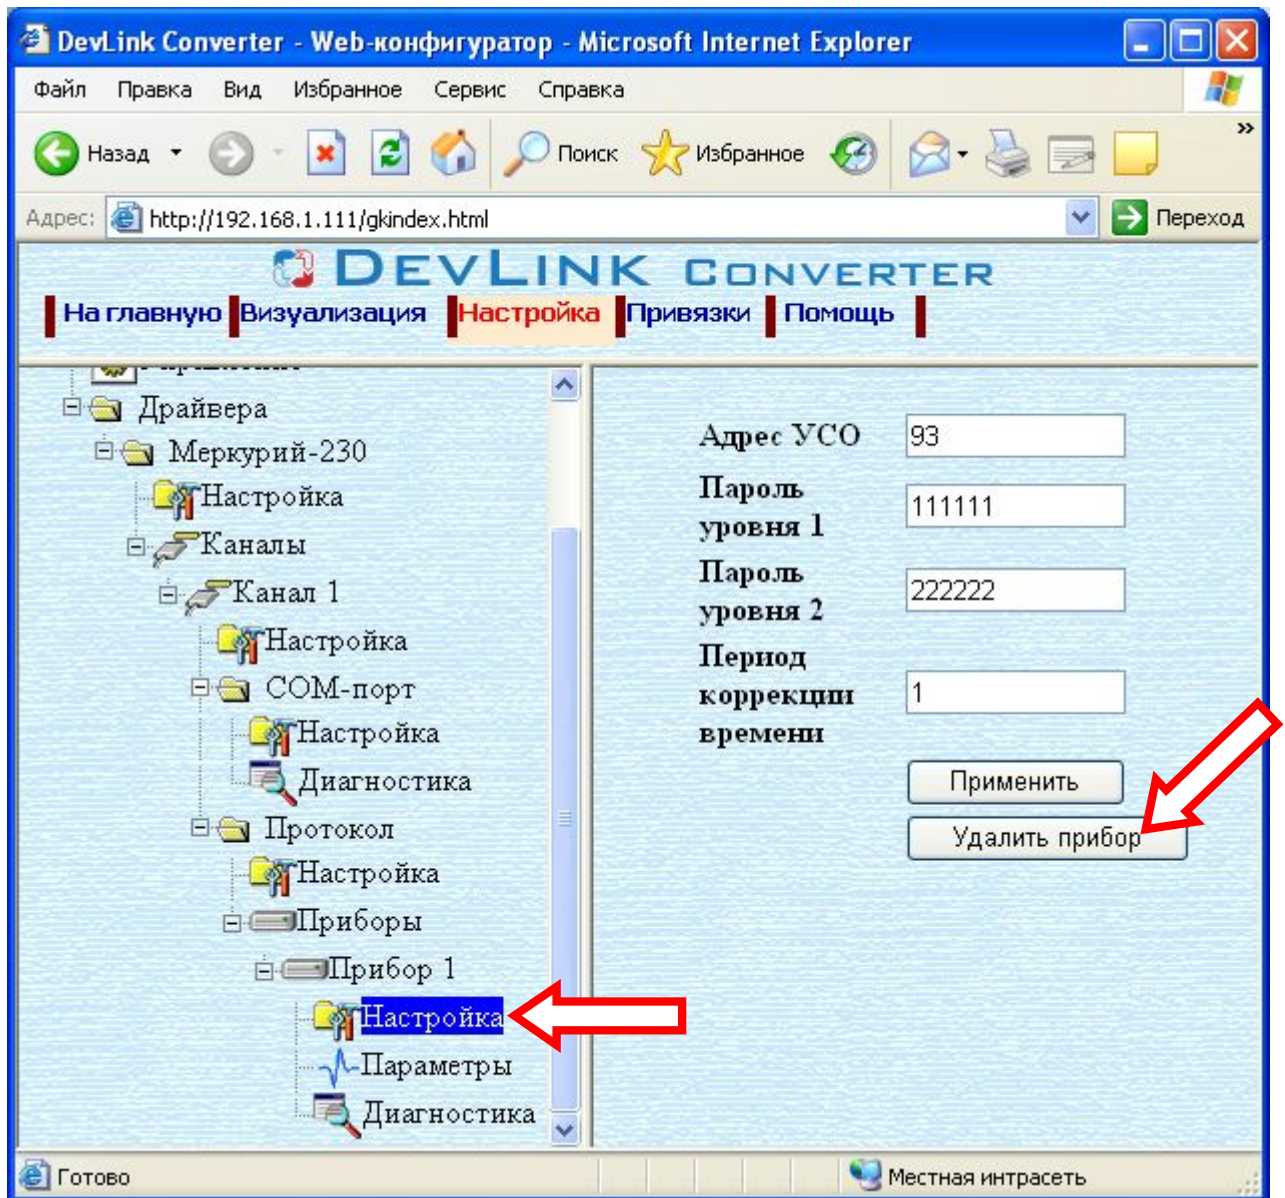 DevLink Converter - Web-конфигуратор - Microsoft Internet Explorer
Файл Правка Вид Избранное Сервис Справка
Назад Поиск Избранное »
Адрес: http://192.168.1.111/gkindex.html Переход
DEVLINK CONVERTER
На главную Визуализация Настройка Привязки Помощь
Драйвера
Меркурий-230
Настройка
Каналы
Канал 1
Настройка
COM-порт
Настройка
Диагностика
Протокол
Настройка
Приборы
Прибор 1
Настройка
Параметры
Диагностика
Адрес УСО 93
Пароль
уровня 1 111111
Пароль
уровня 2 222222
Период
коррекции 1
времени
Применить
Удалить прибор
Готово Местная интрасеть